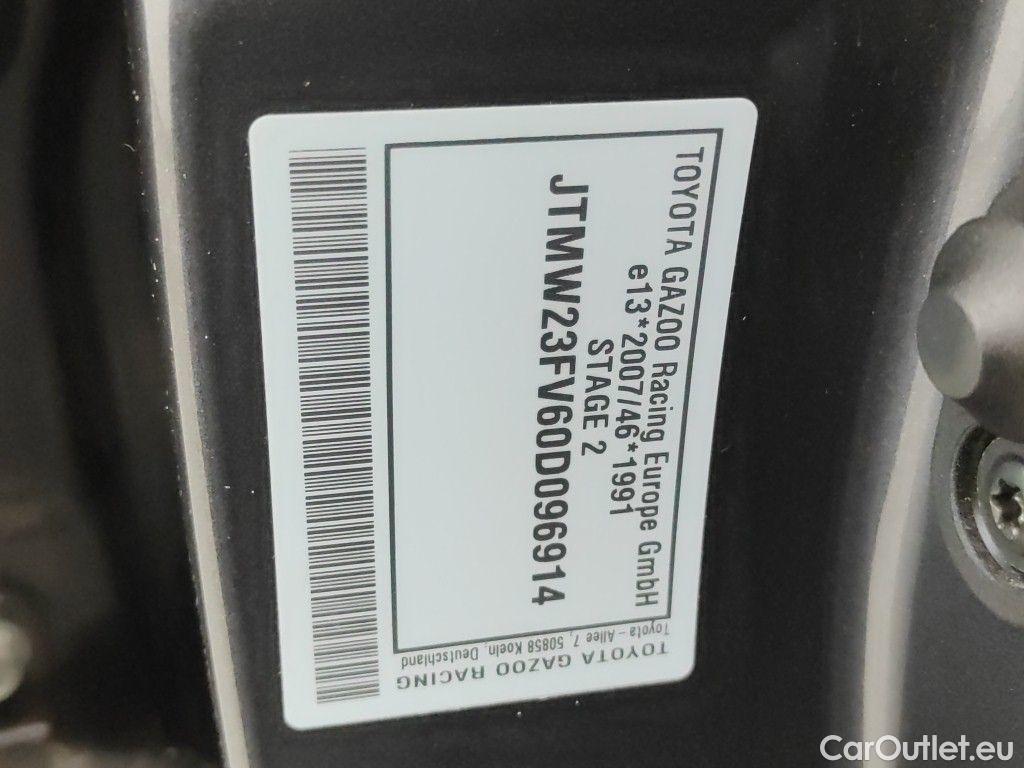 TOYOTA GAZOO Racing Europe GmbH
e13*2007/46*1991
STAGE 2
JTMW23FV60D096914
TOYOTA GAZOO RACING
Toyota - Allee 7, 50858 Koeln, Deutschland
CarOutlet.eu